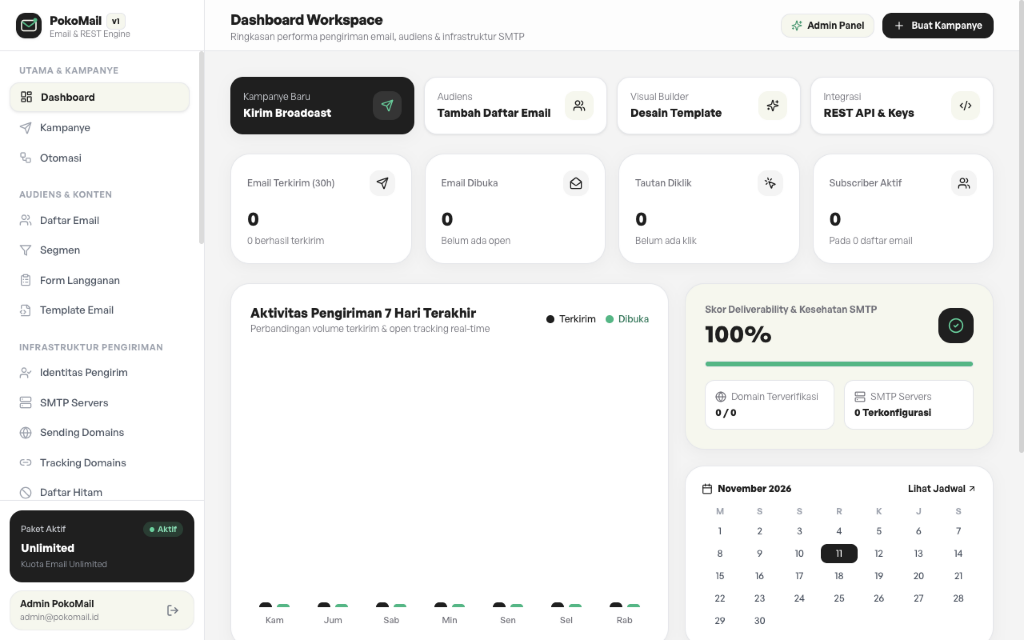 PokoMail v1
Email & REST Engine
UTAMA & KAMPANYE
Dashboard
Kampanye
Otomasi
AUDIENS & KONTEN
Daftar Email
Segmen
Form Langganan
Template Email
INFRASTRUKTUR PENGIRIMAN
Identitas Pengirim
SMTP Servers
Sending Domains
Tracking Domains
Daftar Hitam
Paket Aktif
Aktif
Unlimited
Kuota Email Unlimited
Admin PokoMail
admin@pokomail.id
Dashboard Workspace
Ringkasan performa pengiriman email, audiens & infrastruktur SMTP
Admin Panel
Buat Kampanye
Kampanye Baru
Kirim Broadcast
Audiens
Tambah Daftar Email
Visual Builder
Desain Template
Integrasi
REST API & Keys
Email Terkirim (30h)
0
0 berhasil terkirim
Email Dibuka
0
Belum ada open
Tautan Diklik
0
Belum ada klik
Subscriber Aktif
0
Pada 0 daftar email
Aktivitas Pengiriman 7 Hari Terakhir
Perbandingan volume terkirim & open tracking real-time
Terkirim Dibuka
Kam Jum Sab Min Sen Sel Rab
Skor Deliverability & Kesehatan SMTP
100%
Domain Terverifikasi
0 / 0
SMTP Servers
0 Terkonfigurasi
November 2026
Lihat Jadwal
M S S R K J S
1 2 3 4 5 6 7
8 9 10 11 12 13 14
15 16 17 18 19 20 21
22 23 24 25 26 27 28
29 30